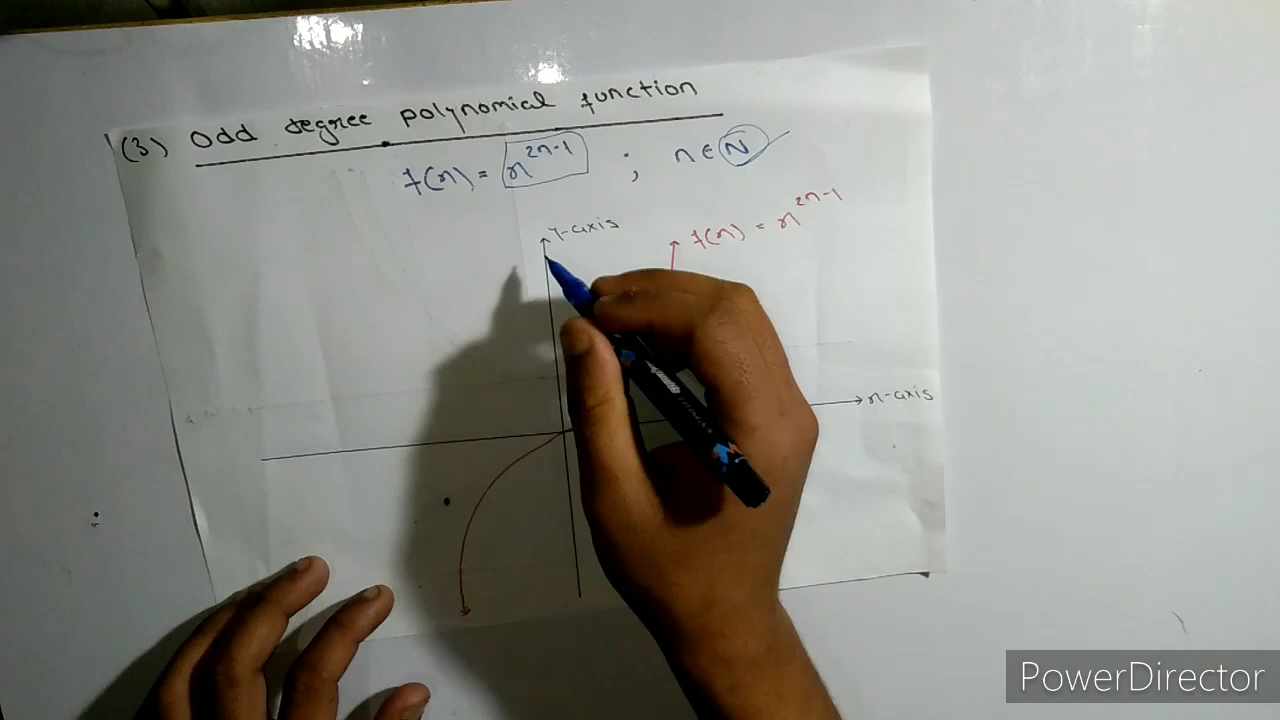 (3) Odd degree polynomial function
f(x) = x^{2n-1} ; n ∈ N
Y-axis
f(x) = x^{2n-1}
x-axis
PowerDirector